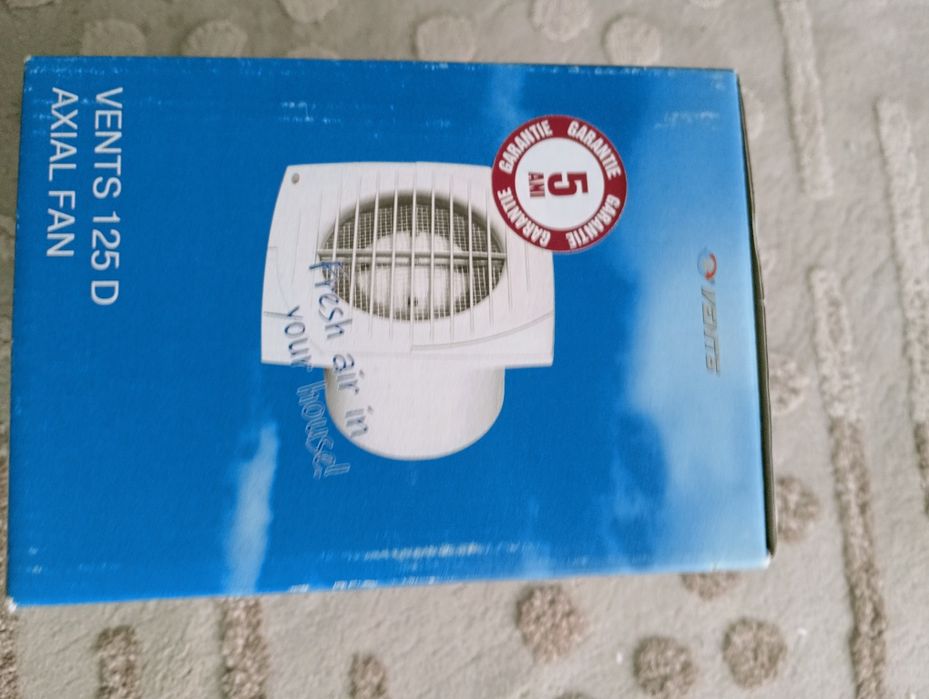 VENTS
GARANTIE GARANTIE GARANTIE GARANTIE
5
ANI
Fresh air in
your house!
VENTS 125 D
AXIAL FAN